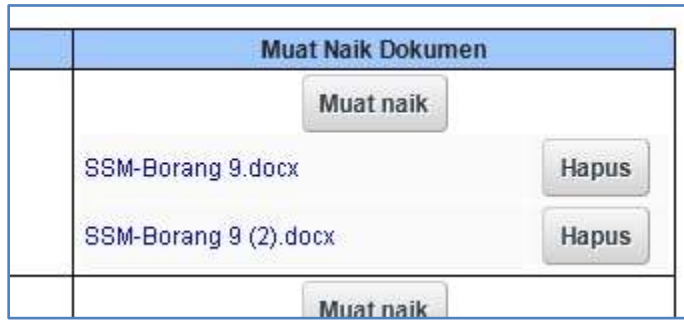 Muat Naik Dokumen
Muat naik
SSM-Borang 9.docx Hapus
SSM-Borang 9 (2).docx Hapus
Muat naik